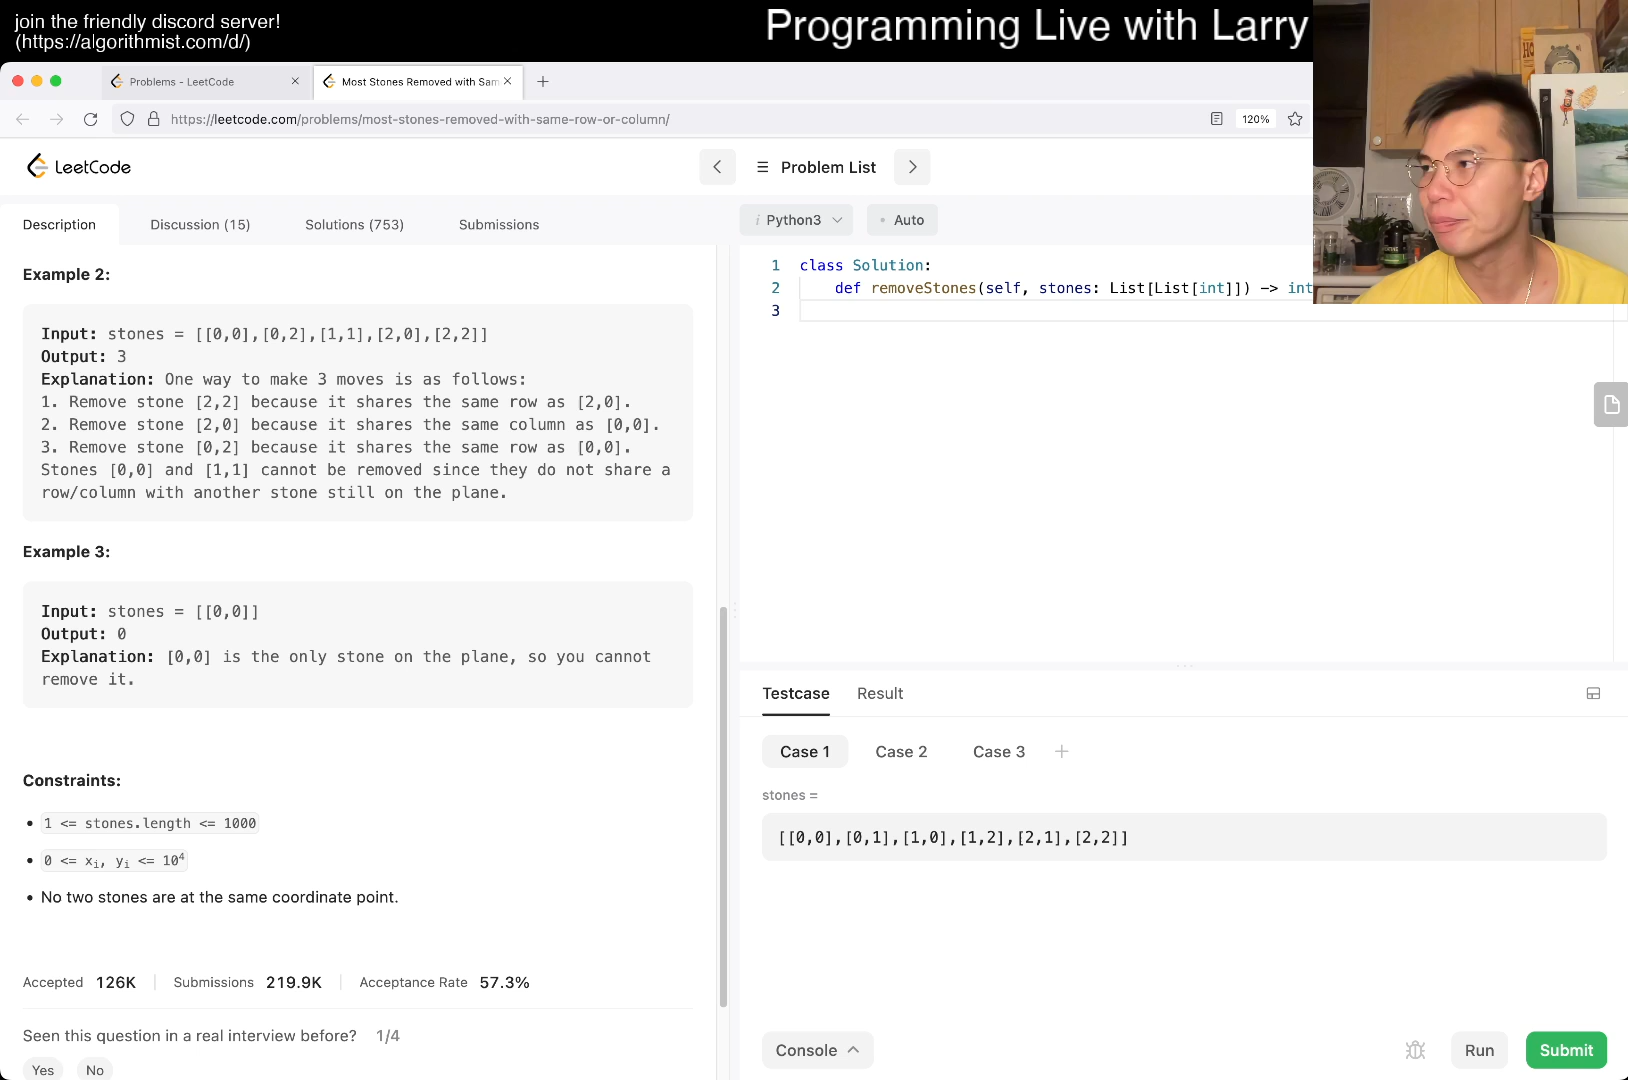 join the friendly discord server!
(https://algorithmist.com/d/)
Programming Live with Larry
Problems - LeetCode
Most Stones Removed with Sam
https://leetcode.com/problems/most-stones-removed-with-same-row-or-column/
120%
LeetCode
Problem List
Description
Discussion (15)
Solutions (753)
Submissions
i Python3
Auto
Example 2:
Input: stones = [[0,0],[0,2],[1,1],[2,0],[2,2]]
Output: 3
Explanation: One way to make 3 moves is as follows:
1. Remove stone [2,2] because it shares the same row as [2,0].
2. Remove stone [2,0] because it shares the same column as [0,0].
3. Remove stone [0,2] because it shares the same row as [0,0].
Stones [0,0] and [1,1] cannot be removed since they do not share a
row/column with another stone still on the plane.
Example 3:
Input: stones = [[0,0]]
Output: 0
Explanation: [0,0] is the only stone on the plane, so you cannot
remove it.
Constraints:
• 1 <= stones.length <= 1000
• 0 <= xᵢ, yᵢ <= 10⁴
• No two stones are at the same coordinate point.
Accepted 126K
Submissions 219.9K
Acceptance Rate 57.3%
Seen this question in a real interview before? 1/4
Yes
No
1 class Solution:
2 def removeStones(self, stones: List[List[int]]) -> int
3
Testcase
Result
Case 1
Case 2
Case 3
stones =
[[0,0],[0,1],[1,0],[1,2],[2,1],[2,2]]
Console
Run
Submit